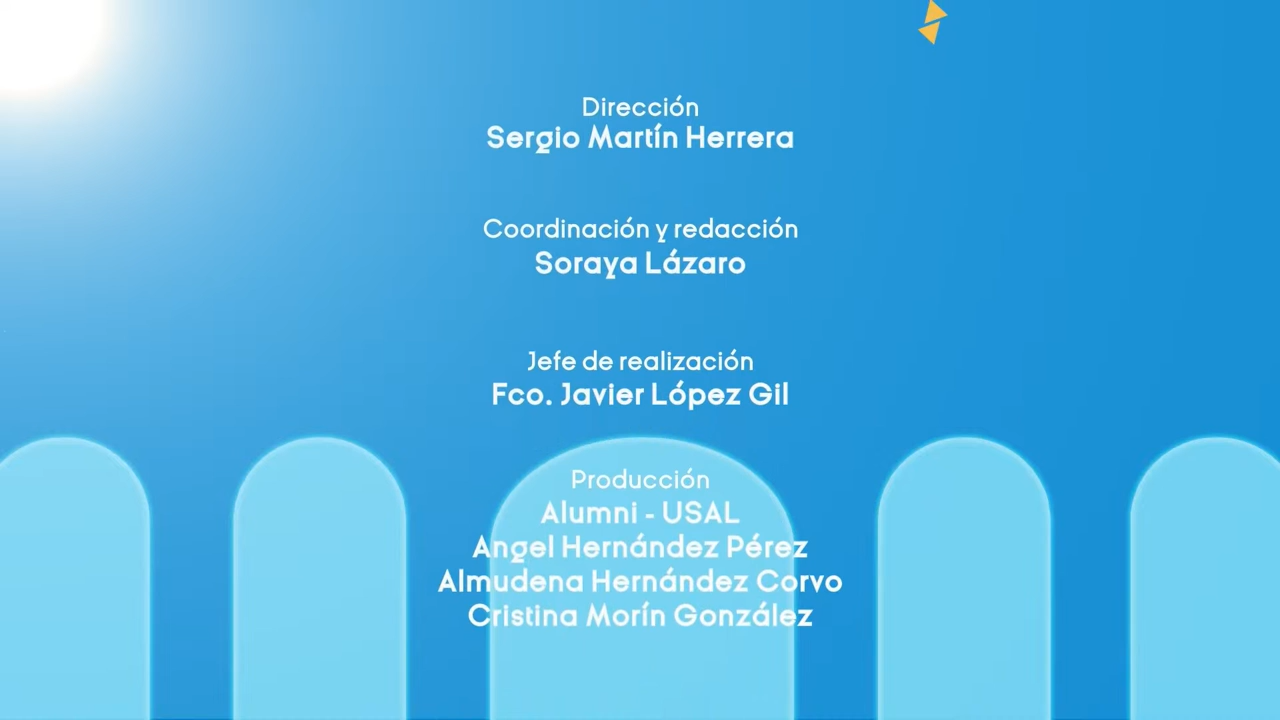 Dirección
Sergio Martín Herrera
Coordinación y redacción
Soraya Lázaro
Jefe de realización
Fco. Javier López Gil
Producción
Alumni - USAL
Angel Hernández Pérez
Almudena Hernández Corvo
Cristina Morín González